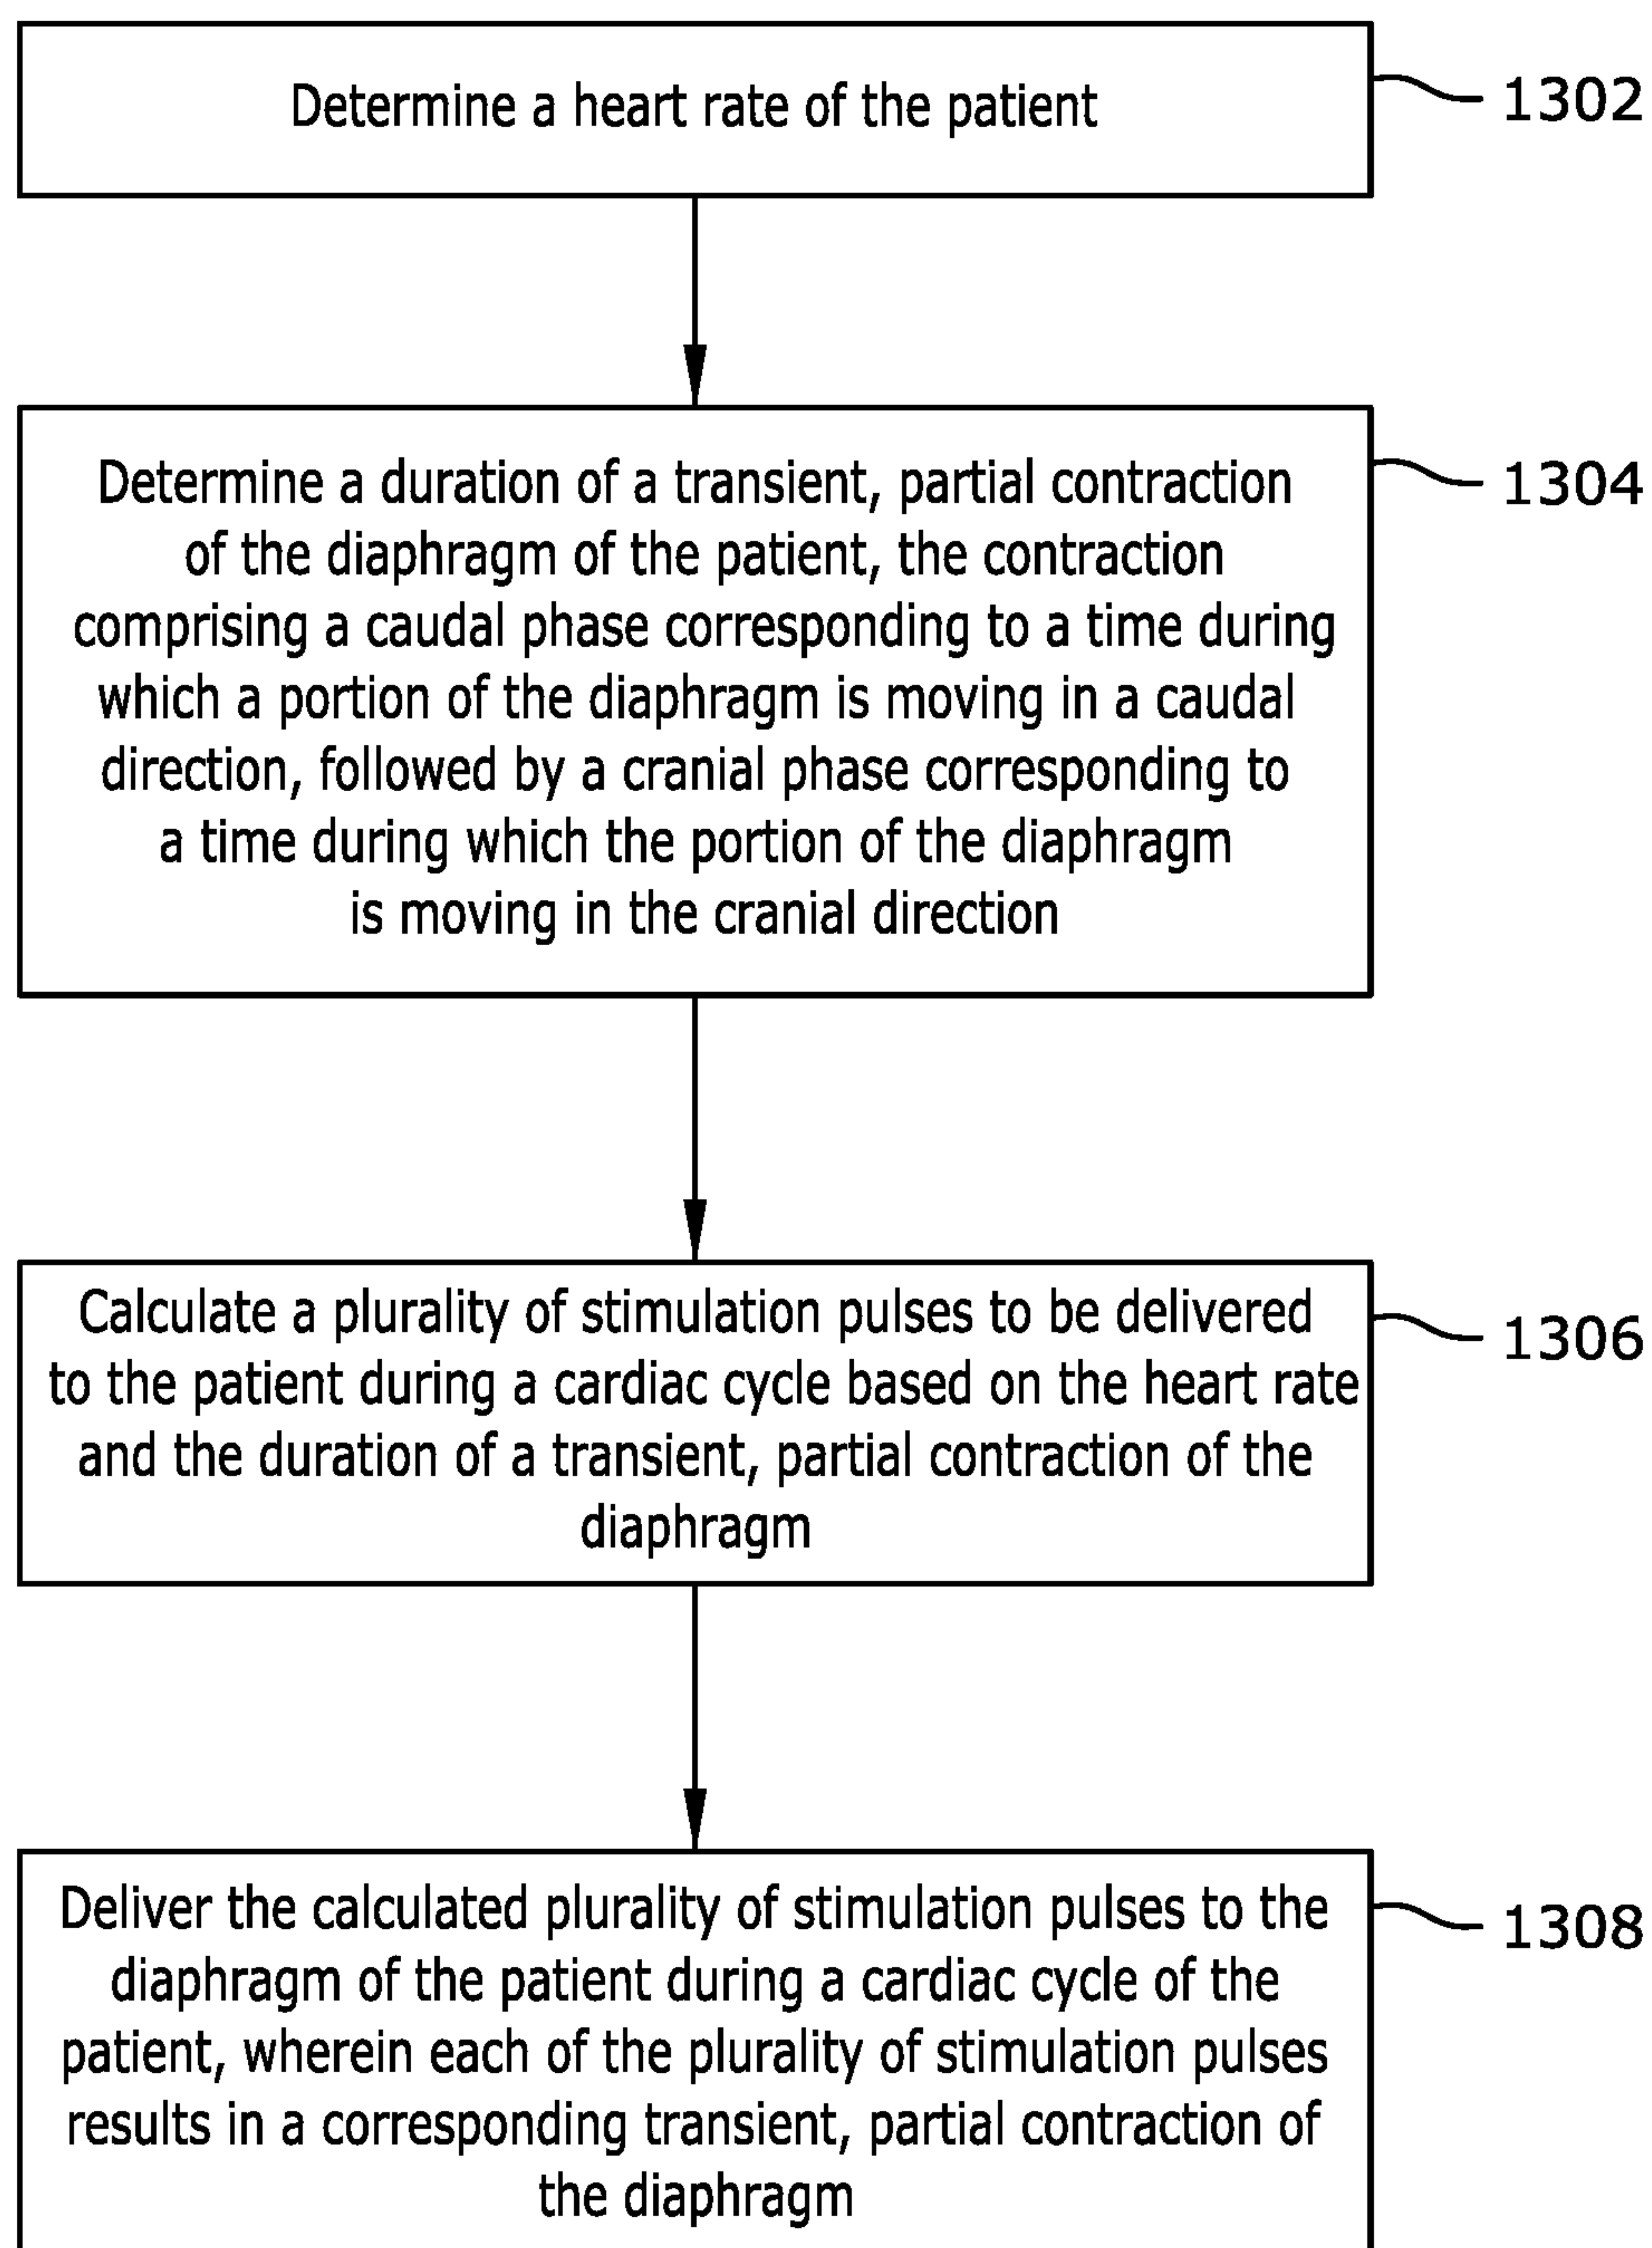 Determine a heart rate of the patient
1302
Determine a duration of a transient, partial contraction
of the diaphragm of the patient, the contraction
comprising a caudal phase corresponding to a time during
which a portion of the diaphragm is moving in a caudal
direction, followed by a cranial phase corresponding to
a time during which the portion of the diaphragm
is moving in the cranial direction
1304
Calculate a plurality of stimulation pulses to be delivered
to the patient during a cardiac cycle based on the heart rate
and the duration of a transient, partial contraction of the
diaphragm
1306
Deliver the calculated plurality of stimulation pulses to the
diaphragm of the patient during a cardiac cycle of the
patient, wherein each of the plurality of stimulation pulses
results in a corresponding transient, partial contraction of
the diaphragm
1308